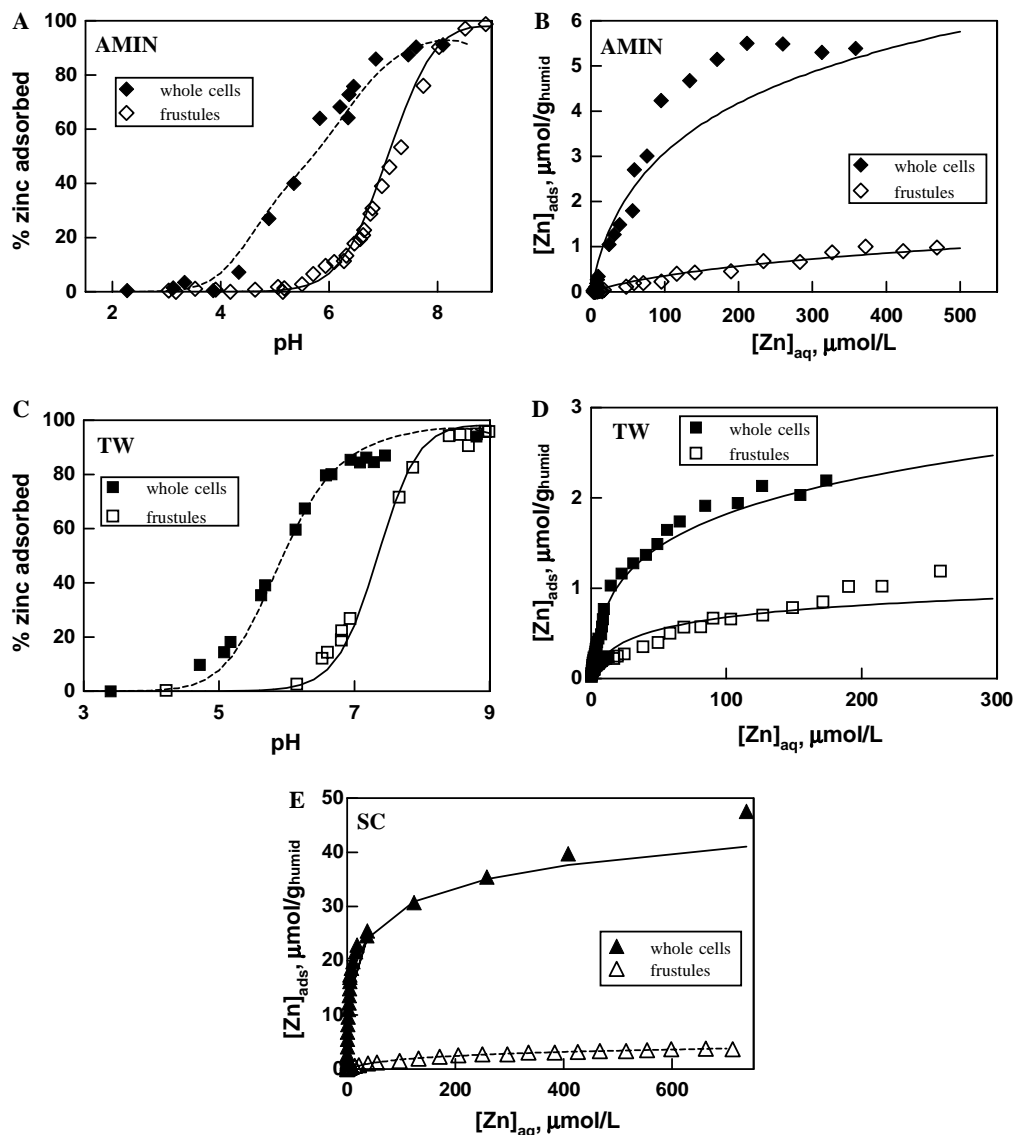 A
AMIN
whole cells
frustules
% zinc adsorbed
100
80
60
40
20
0
2
4
6
8
pH
B
AMIN
whole cells
frustules
[Zn]ads, μmol/ghumid
6
5
4
3
2
1
0
0
100
200
300
400
500
[Zn]aq, μmol/L
C
TW
whole cells
frustules
% zinc adsorbed
100
80
60
40
20
0
3
5
7
9
pH
D
TW
whole cells
frustules
[Zn]ads, μmol/ghumid
3
2
1
0
0
100
200
300
[Zn]aq, μmol/L
E
SC
whole cells
frustules
[Zn]ads, μmol/ghumid
50
40
30
20
10
0
0
200
400
600
[Zn]aq, μmol/L